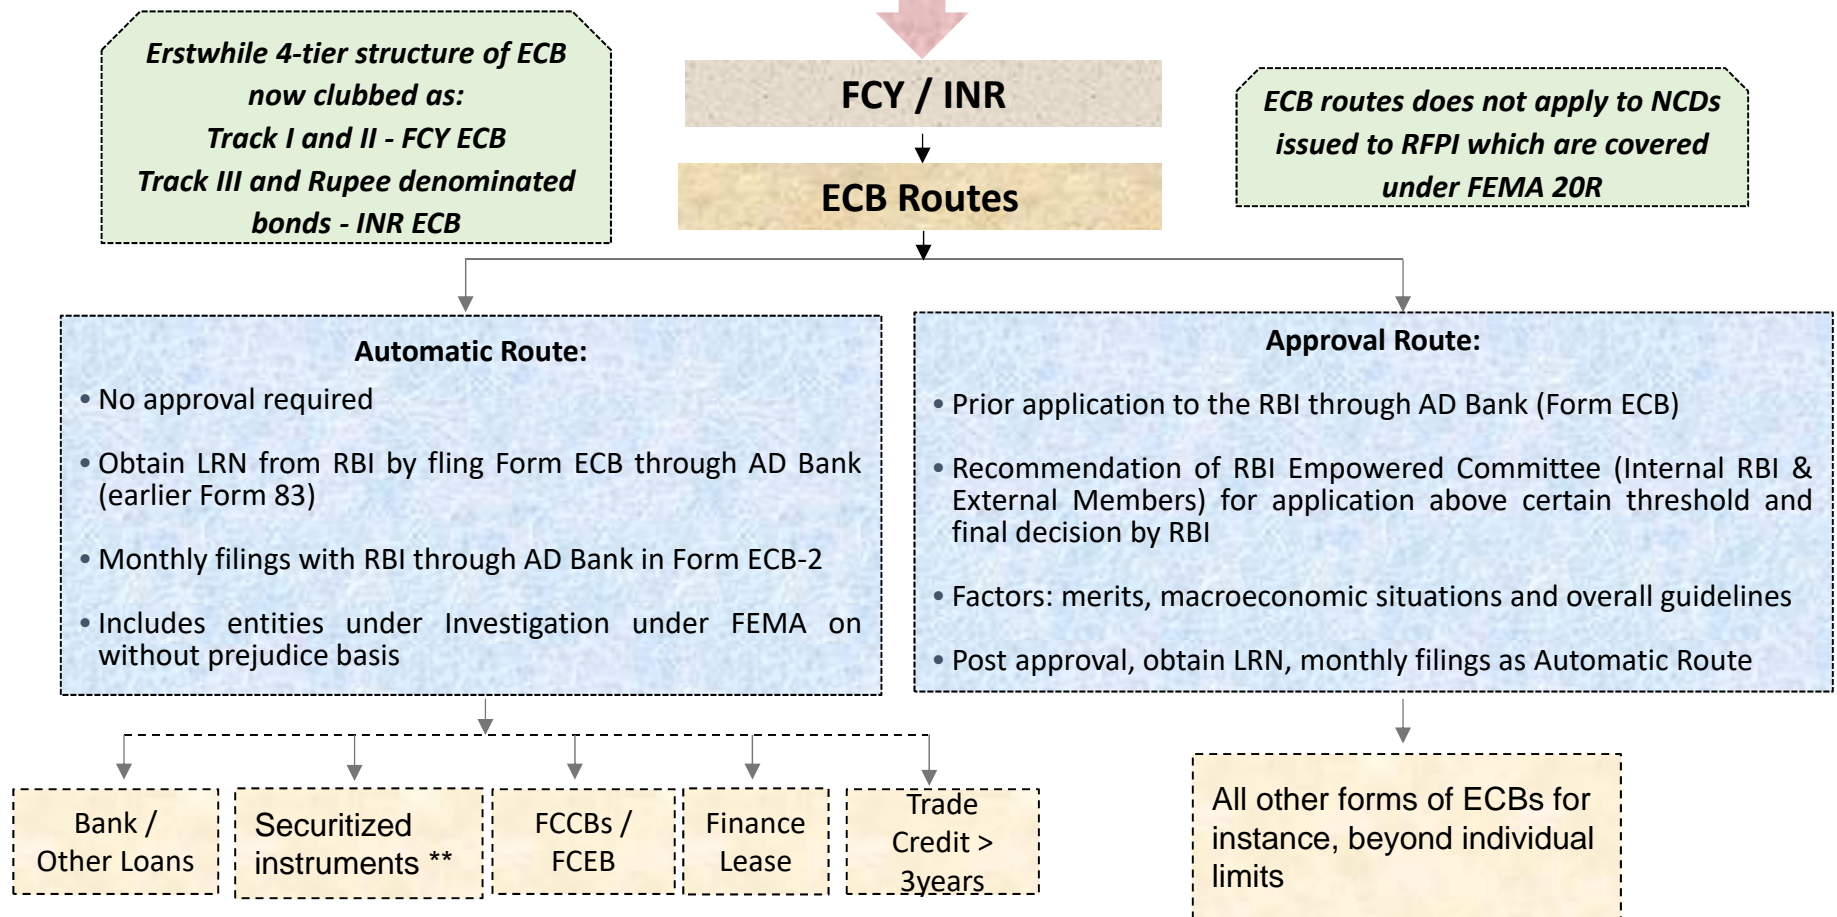 Erstwhile 4-tier structure of ECB
now clubbed as:
Track I and II - FCY ECB
Track III and Rupee denominated
bonds - INR ECB
FCY / INR
ECB Routes
ECB routes does not apply to NCDs
issued to RFPI which are covered
under FEMA 20R
Automatic Route:
• No approval required
• Obtain LRN from RBI by fling Form ECB through AD Bank
(earlier Form 83)
• Monthly filings with RBI through AD Bank in Form ECB-2
• Includes entities under Investigation under FEMA on
without prejudice basis
Approval Route:
• Prior application to the RBI through AD Bank (Form ECB)
• Recommendation of RBI Empowered Committee (Internal RBI &
External Members) for application above certain threshold and
final decision by RBI
• Factors: merits, macroeconomic situations and overall guidelines
• Post approval, obtain LRN, monthly filings as Automatic Route
Bank /
Other Loans
Securitized
instruments **
FCCBs /
FCEB
Finance
Lease
Trade
Credit >
3years
All other forms of ECBs for
instance, beyond individual
limits